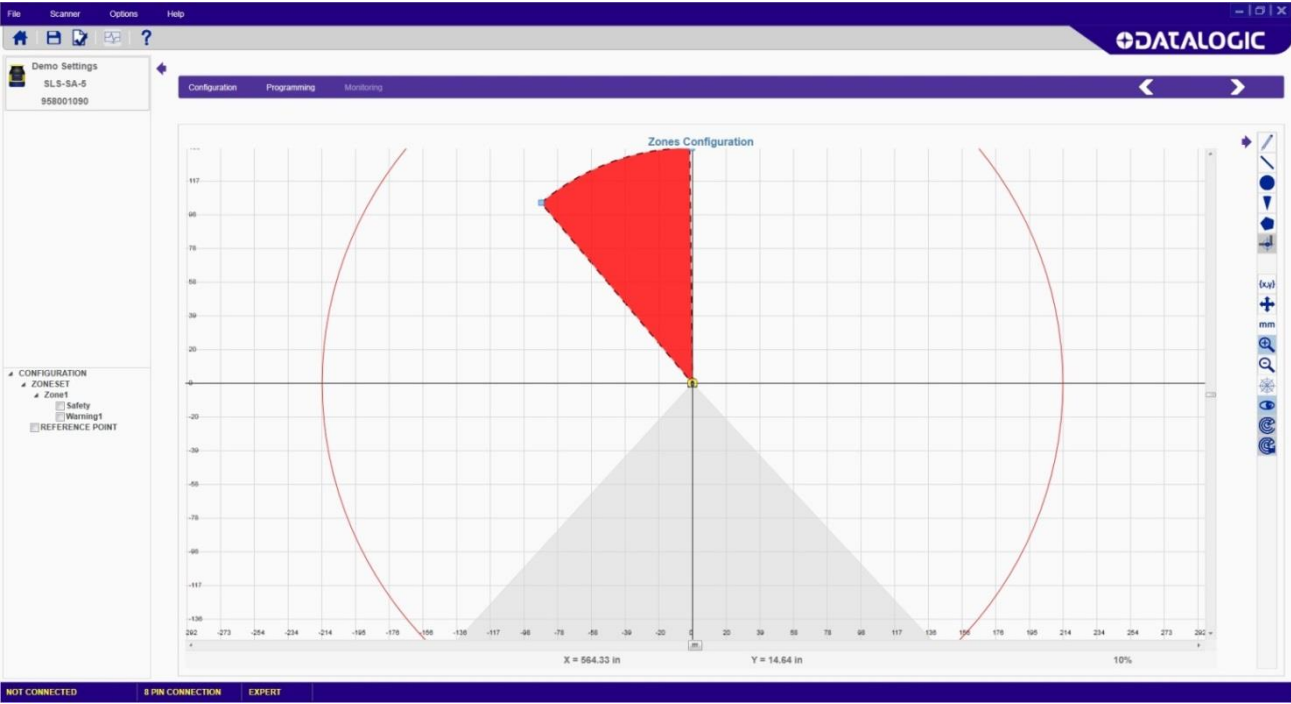 File Scanner Options Help
DATALOGIC
Demo Settings
SLS-SA-5
958001090
Configuration Programming Monitoring
Zones Configuration
117
98
78
59
39
20
0
-20
-39
-59
-78
-98
-117
-136
292 -273 -254 -234 -214 -195 -176 -156 -136 -117 -98 -78 -59 -39 -20 0 20 39 59 78 98 117 136 156 176 195 214 234 254 273 292
X = 564.33 in Y = 14.64 in 10%
{x,y}
mm
CONFIGURATION
ZONESET
Zone1
Safety
Warning1
REFERENCE POINT
NOT CONNECTED 8 PIN CONNECTION EXPERT